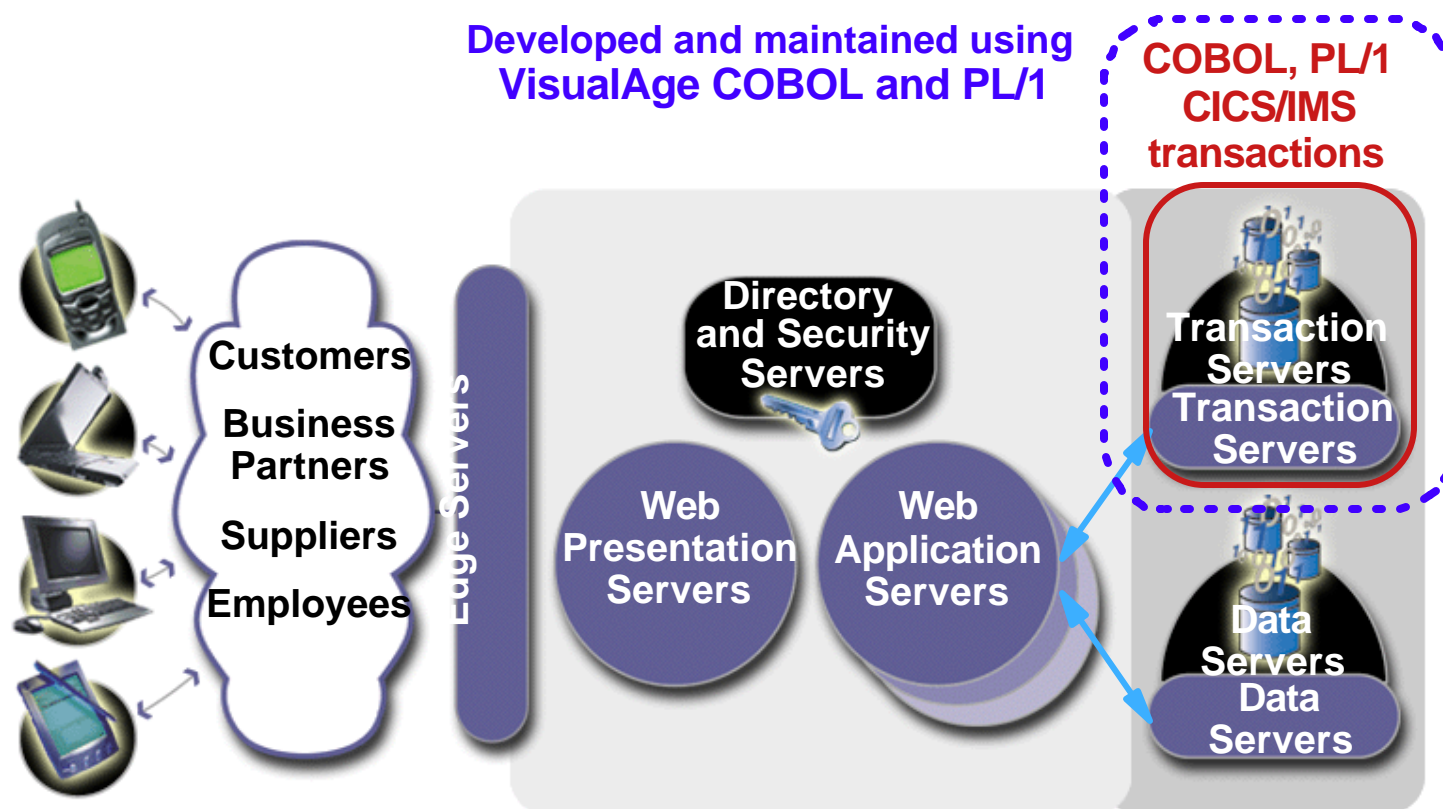 Developed and maintained using
VisualAge COBOL and PL/1
COBOL, PL/1
CICS/IMS
transactions
Customers
Business
Partners
Suppliers
Employees
Edge Servers
Directory
and Security
Servers
Web
Presentation
Servers
Web
Application
Servers
Transaction
Servers
Transaction
Servers
Data
Servers
Data
Servers